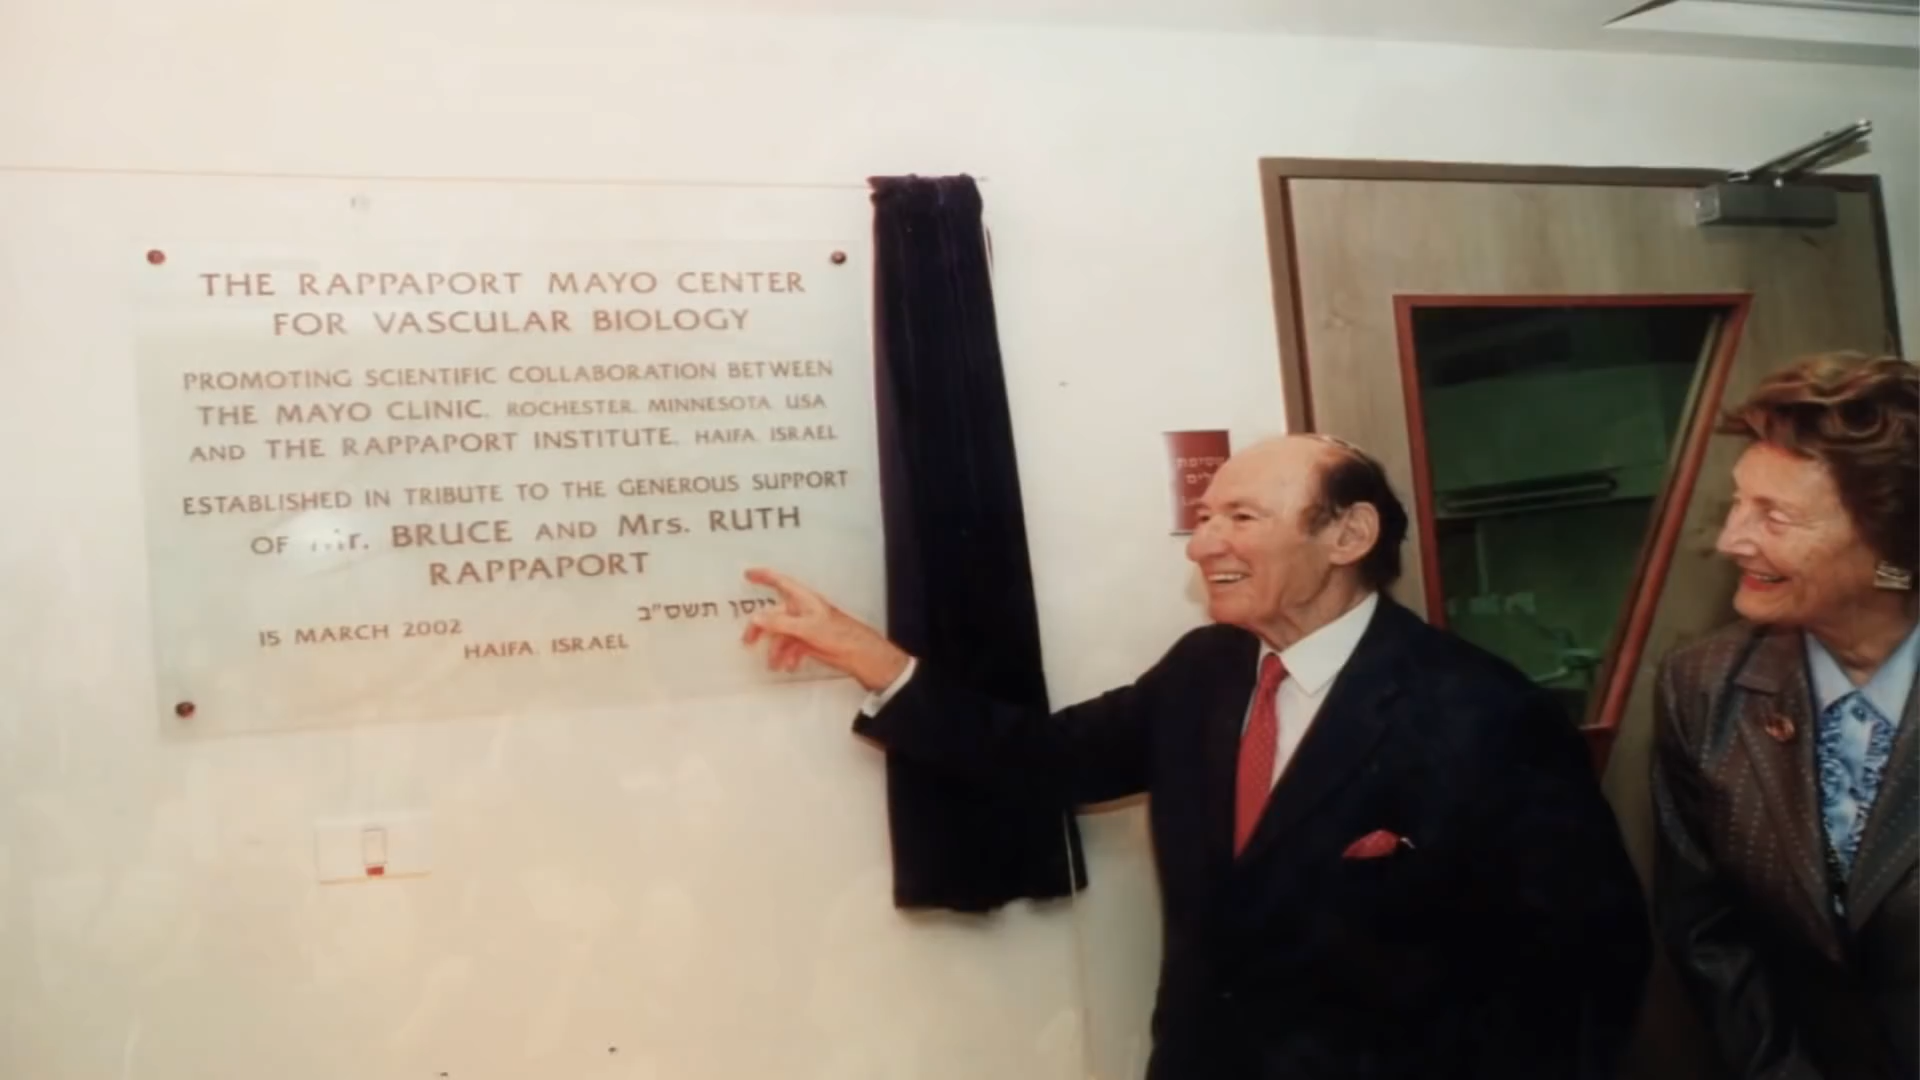 THE RAPPAPORT MAYO CENTER
FOR VASCULAR BIOLOGY
PROMOTING SCIENTIFIC COLLABORATION BETWEEN
THE MAYO CLINIC, ROCHESTER, MINNESOTA, USA
AND THE RAPPAPORT INSTITUTE, HAIFA, ISRAEL
ESTABLISHED IN TRIBUTE TO THE GENEROUS SUPPORT
OF Mr. BRUCE AND Mrs. RUTH
RAPPAPORT
15 MARCH 2002 תשס"ב
HAIFA, ISRAEL